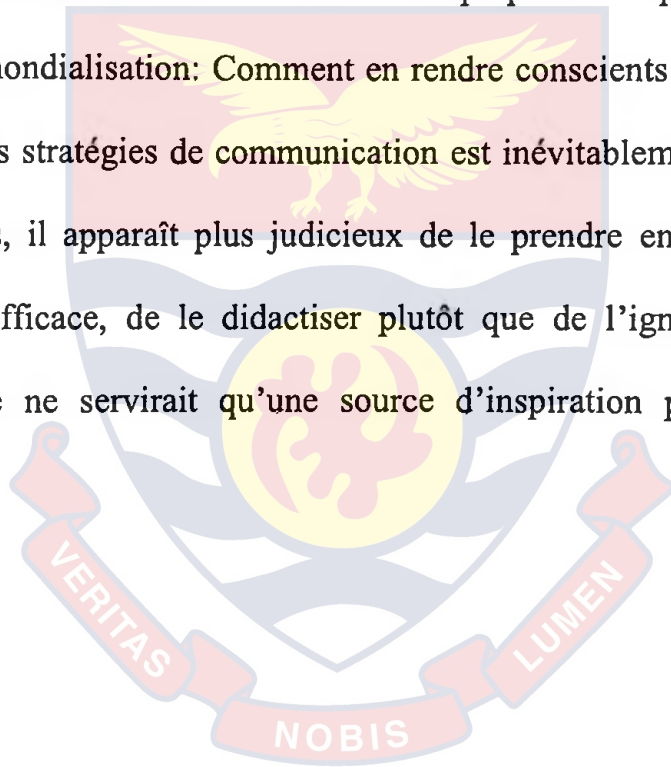 mondialisation: Comment en rendre conscients
s stratégies de communication est inévitablem
, il apparaît plus judicieux de le prendre en
fficace, de le didactiser plutôt que de l'ign
e ne servirait qu'une source d'inspiration p
VERITAS
NOBIS
LUMEN